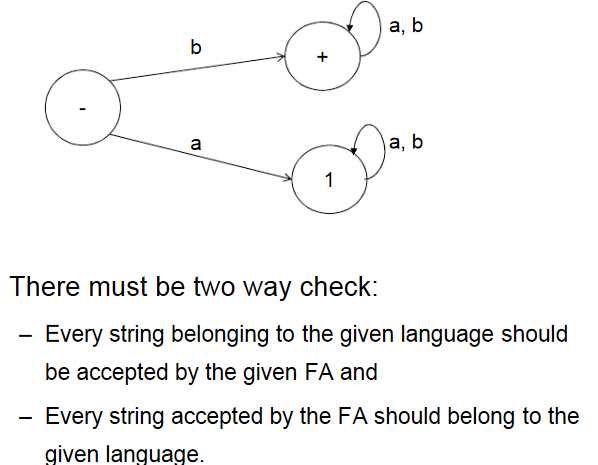 a, b
b
+
-
a
a, b
1
There must be two way check:
– Every string belonging to the given language should
be accepted by the given FA and
– Every string accepted by the FA should belong to the
given language.